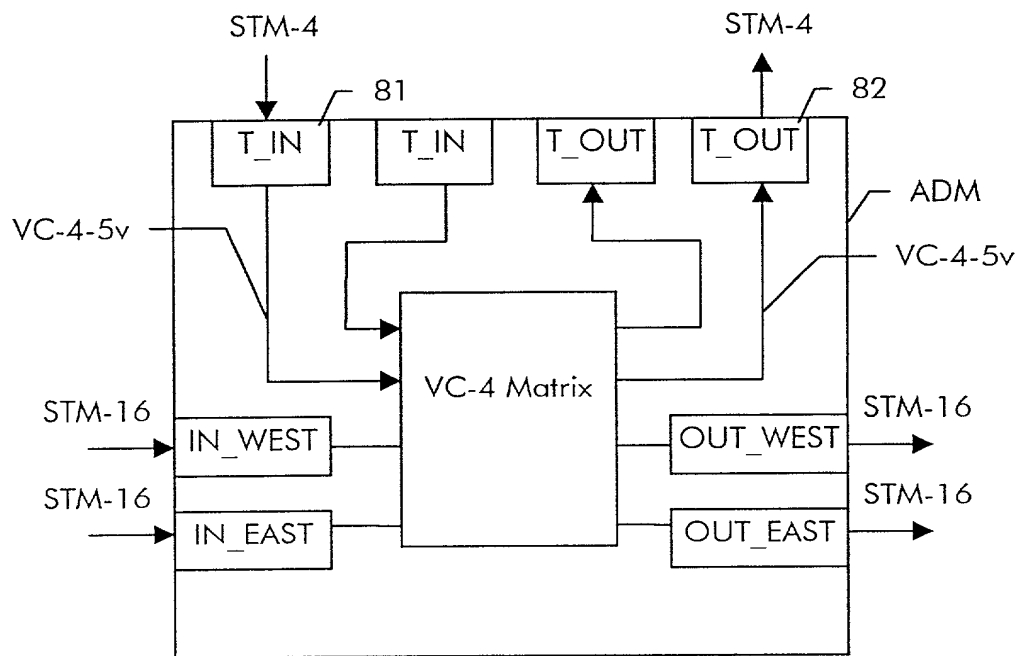 STM-4
STM-4
81
82
T_IN
T_IN
T_OUT
T_OUT
ADM
VC-4-5v
VC-4-5v
VC-4 Matrix
STM-16
STM-16
IN_WEST
OUT_WEST
STM-16
STM-16
IN_EAST
OUT_EAST